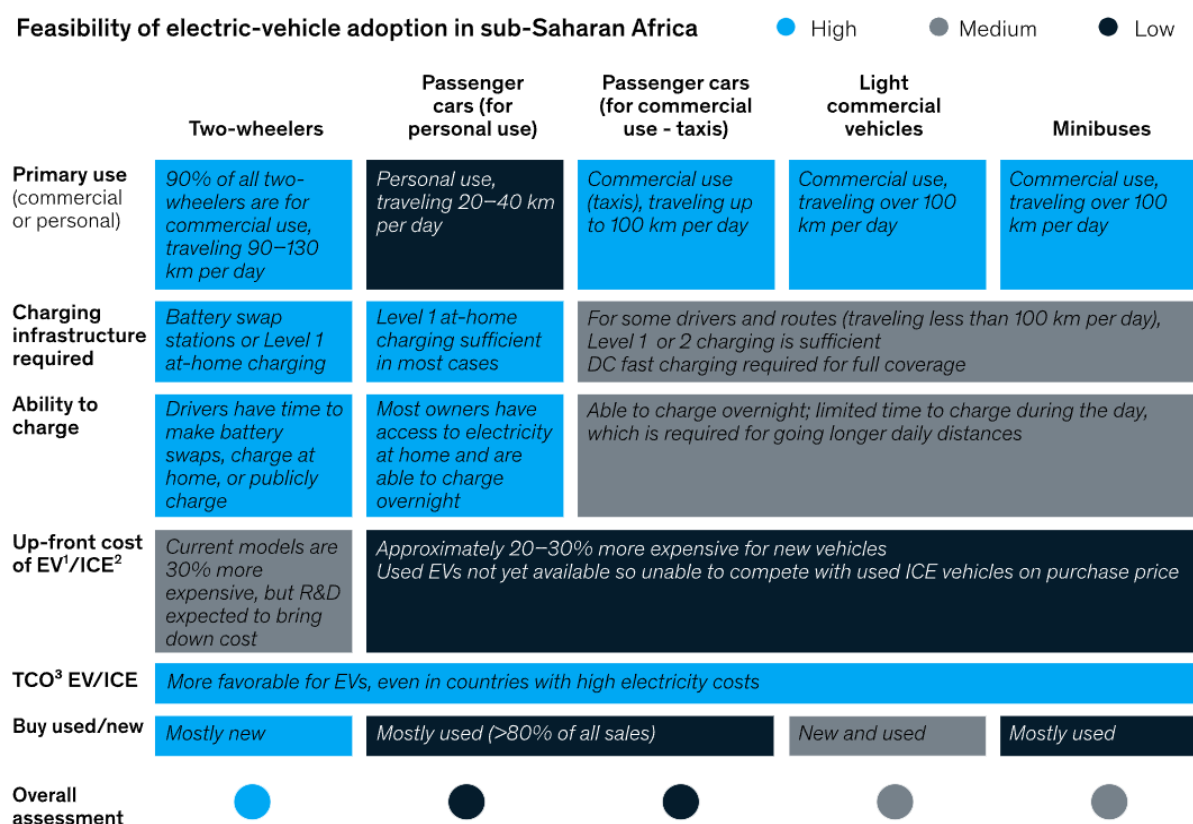 Feasibility of electric-vehicle adoption in sub-Saharan Africa
High
Medium
Low
Two-wheelers
Passenger
cars (for
personal use)
Passenger cars
(for commercial
use - taxis)
Light
commercial
vehicles
Minibuses
Primary use
(commercial
or personal)
90% of all two-
wheelers are for
commercial use,
traveling 90–130
km per day
Personal use,
traveling 20–40 km
per day
Commercial use
(taxis), traveling up
to 100 km per day
Commercial use,
traveling over 100
km per day
Commercial use,
traveling over 100
km per day
Charging
infrastructure
required
Battery swap
stations or Level 1
at-home charging
Level 1 at-home
charging sufficient
in most cases
For some drivers and routes (traveling less than 100 km per day),
Level 1 or 2 charging is sufficient
DC fast charging required for full coverage
Ability to
charge
Drivers have time to
make battery
swaps, charge at
home, or publicly
charge
Most owners have
access to electricity
at home and are
able to charge
overnight
Able to charge overnight; limited time to charge during the day,
which is required for going longer daily distances
Up-front cost
of EV¹/ICE²
Current models are
30% more
expensive, but R&D
expected to bring
down cost
Approximately 20–30% more expensive for new vehicles
Used EVs not yet available so unable to compete with used ICE vehicles on purchase price
TCO³ EV/ICE
More favorable for EVs, even in countries with high electricity costs
Buy used/new
Mostly new
Mostly used (>80% of all sales)
New and used
Mostly used
Overall
assessment